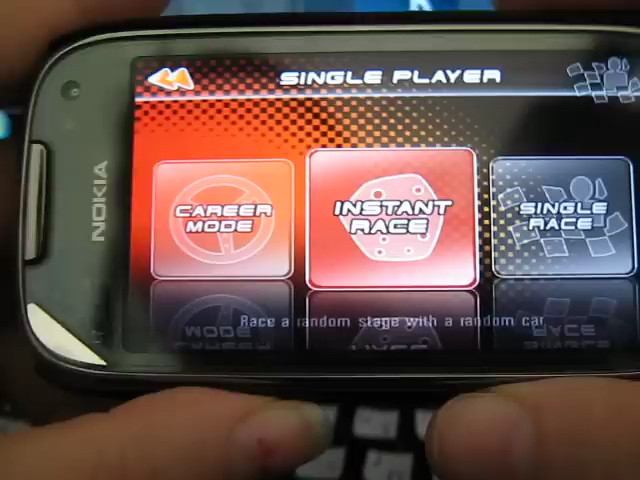 SINGLE PLAYER
NOKIA
CAREER
MODE
INSTANT
RACE
SINGLE
RACE
Race a random stage with a random car